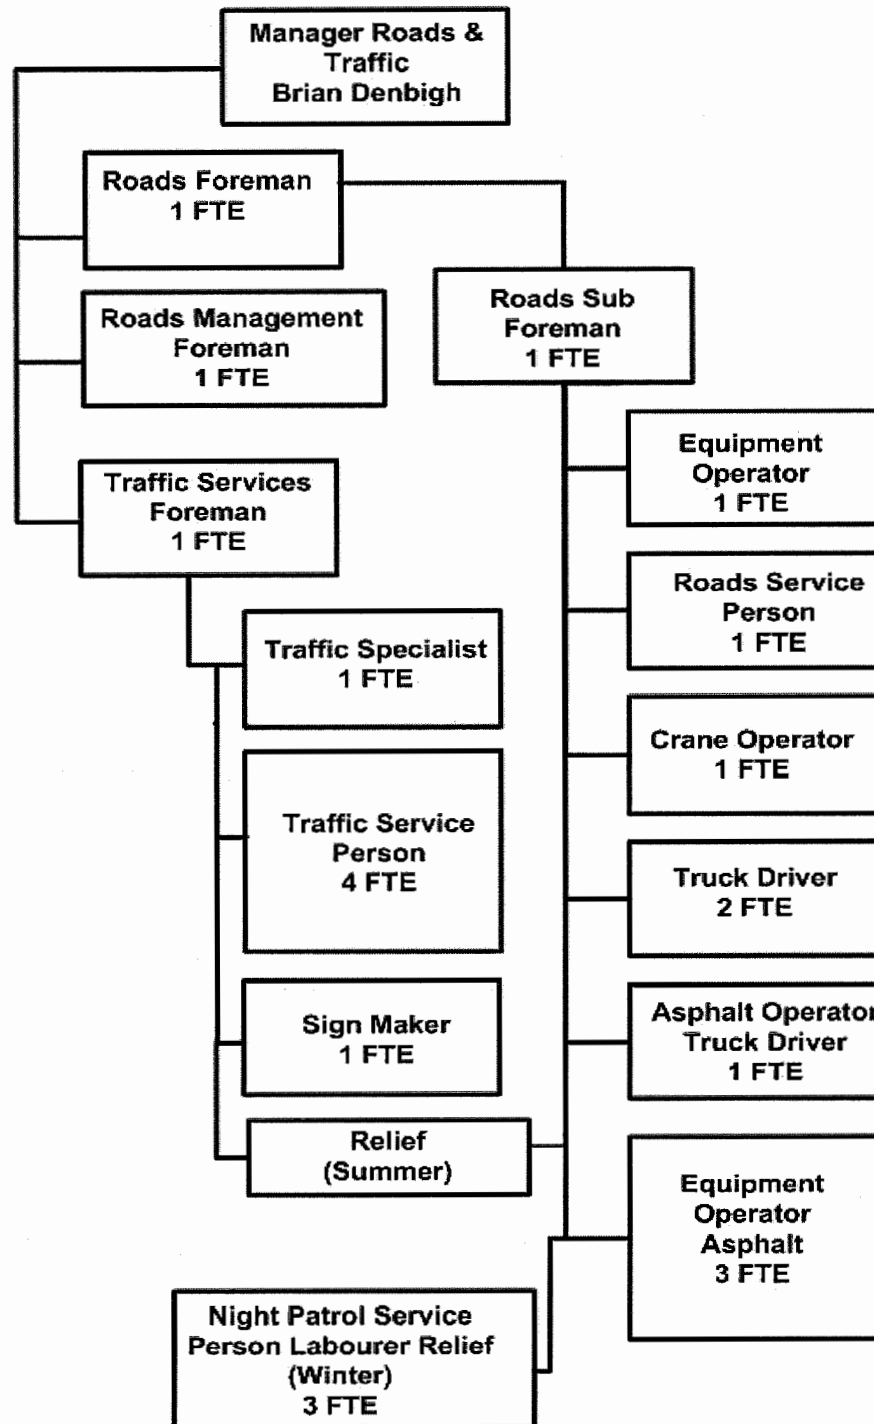 Manager Roads &
Traffic
Brian Denbigh
Roads Foreman
1 FTE
Roads Sub
Foreman
1 FTE
Roads Management
Foreman
1 FTE
Equipment
Operator
1 FTE
Traffic Services
Foreman
1 FTE
Roads Service
Person
1 FTE
Traffic Specialist
1 FTE
Crane Operator
1 FTE
Traffic Service
Person
4 FTE
Truck Driver
2 FTE
Sign Maker
1 FTE
Asphalt Operator
Truck Driver
1 FTE
Relief
(Summer)
Equipment
Operator
Asphalt
3 FTE
Night Patrol Service
Person Labourer Relief
(Winter)
3 FTE